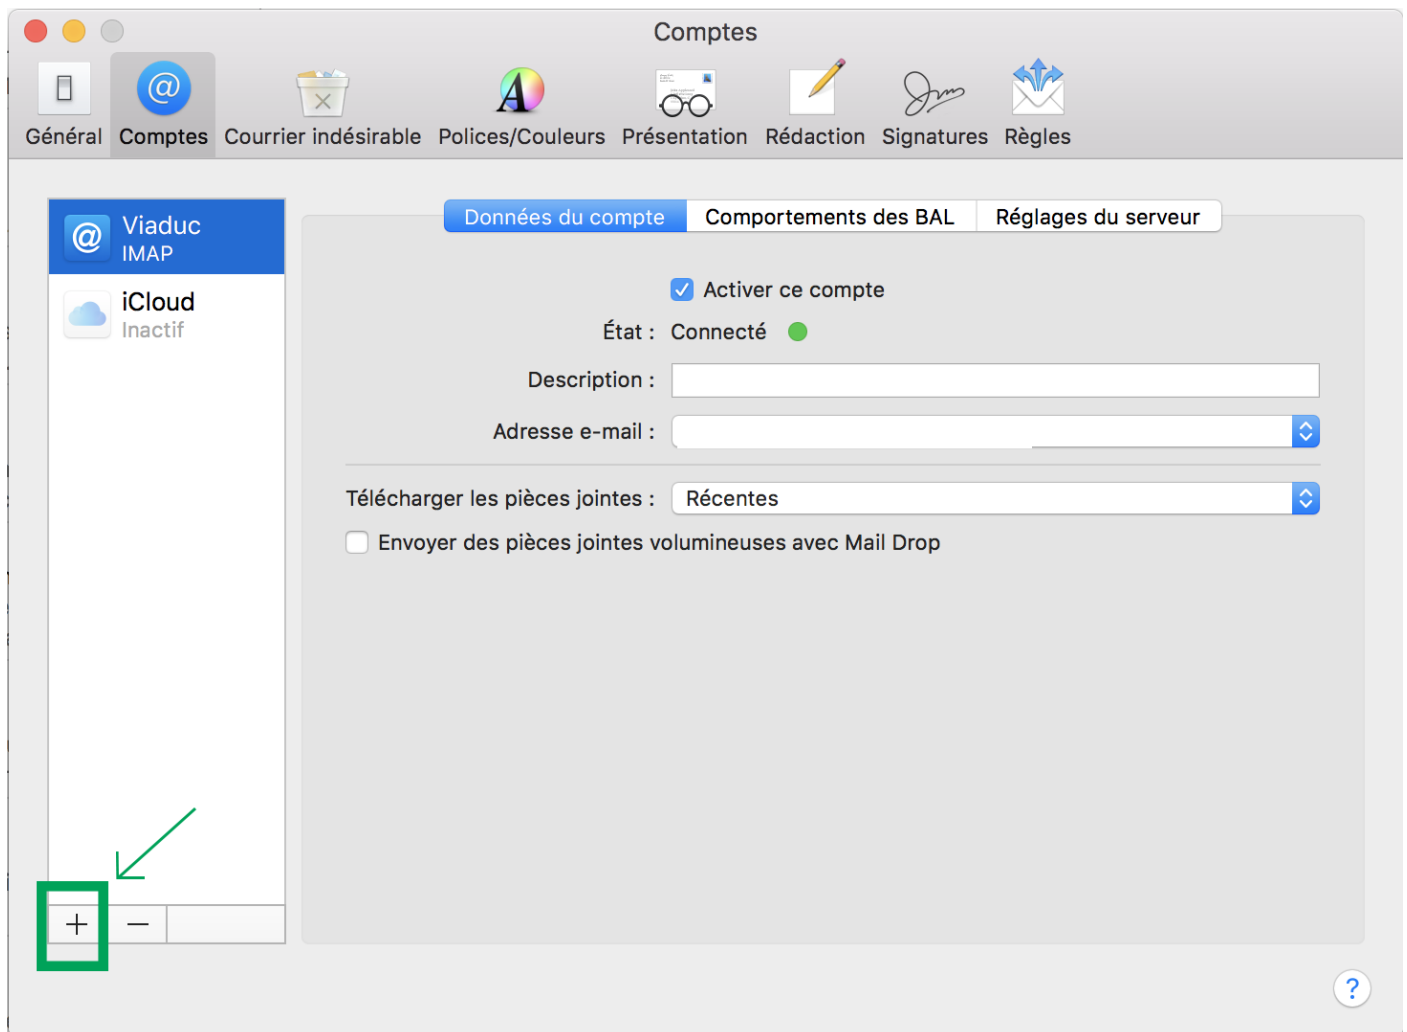 Comptes
Général Comptes Courrier indésirable Polices/Couleurs Présentation Rédaction Signatures Règles
Viaduc
IMAP
iCloud
Inactif
Données du compte Comportements des BAL Réglages du serveur
Activer ce compte
État : Connecté
Description :
Adresse e-mail :
Télécharger les pièces jointes : Récentes
Envoyer des pièces jointes volumineuses avec Mail Drop
+ −
?